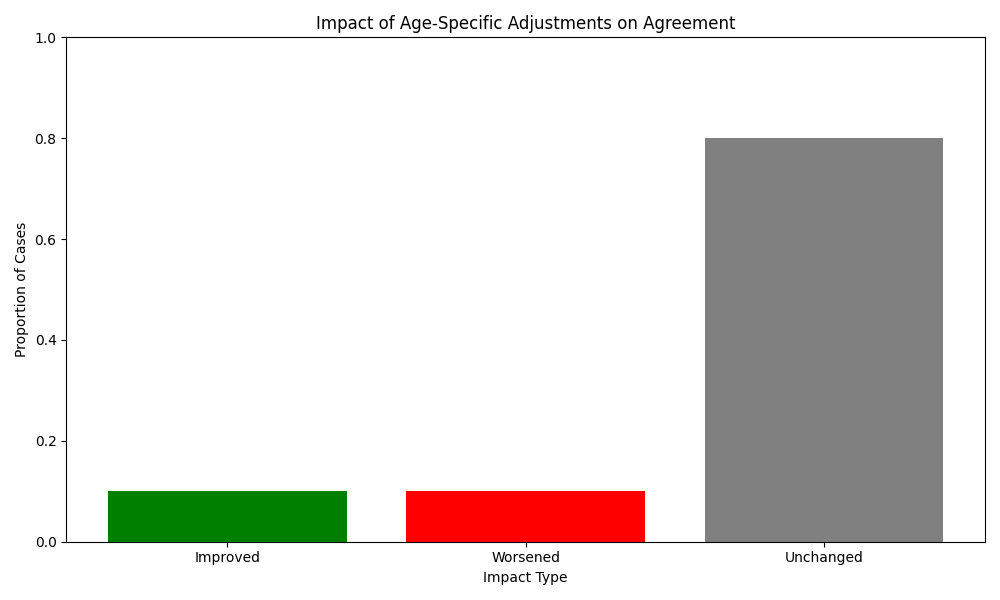 Impact of Age-Specific Adjustments on Agreement
1.0
0.8
0.6
0.4
0.2
0.0
Proportion of Cases
Improved
Worsened
Unchanged
Impact Type